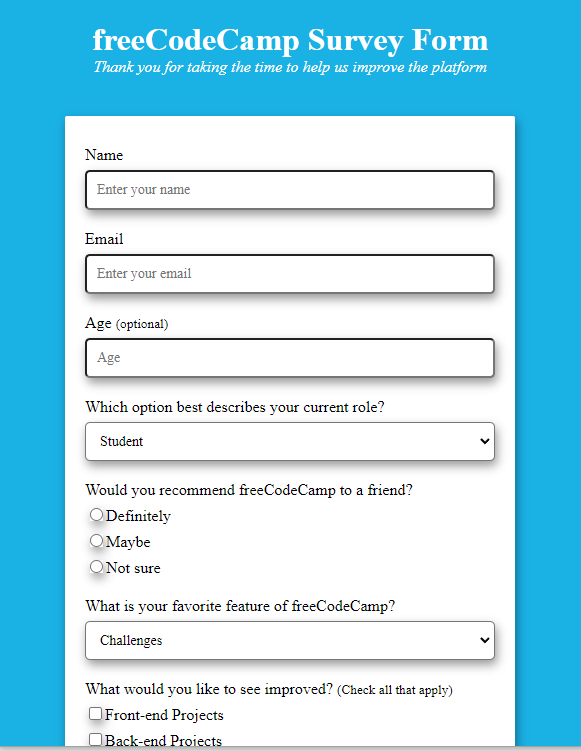 freeCodeCamp Survey Form
Thank you for taking the time to help us improve the platform
Name
Enter your name
Email
Enter your email
Age (optional)
Age
Which option best describes your current role?
Student
Would you recommend freeCodeCamp to a friend?
Definitely
Maybe
Not sure
What is your favorite feature of freeCodeCamp?
Challenges
What would you like to see improved? (Check all that apply)
Front-end Projects
Back-end Projects